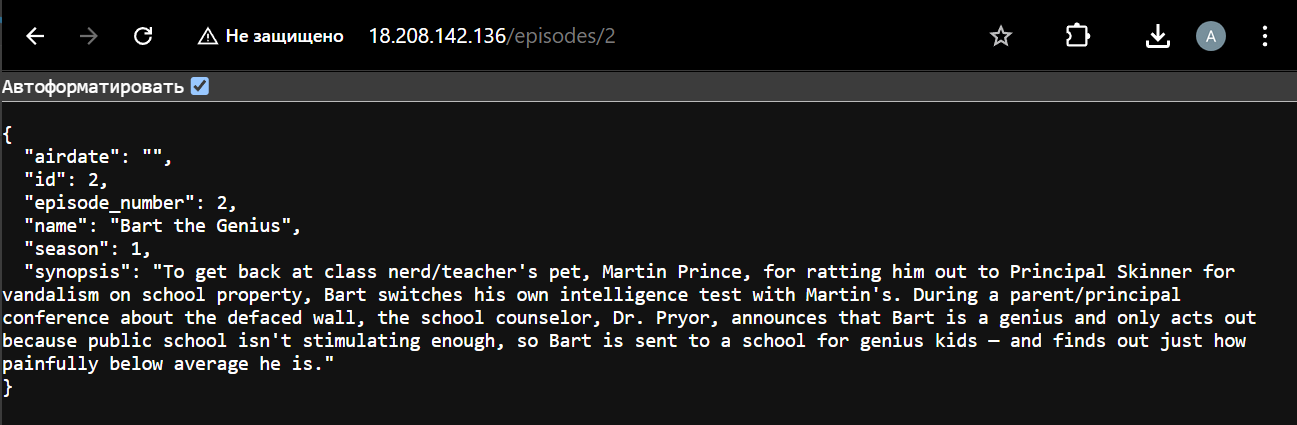 Не защищено 18.208.142.136/episodes/2 A
Автоформатировать
{
  "airdate": "",
  "id": 2,
  "episode_number": 2,
  "name": "Bart the Genius",
  "season": 1,
  "synopsis": "To get back at class nerd/teacher's pet, Martin Prince, for ratting him out to Principal Skinner for
vandalism on school property, Bart switches his own intelligence test with Martin's. During a parent/principal
conference about the defaced wall, the school counselor, Dr. Pryor, announces that Bart is a genius and only acts out
because public school isn't stimulating enough, so Bart is sent to a school for genius kids — and finds out just how
painfully below average he is."
}